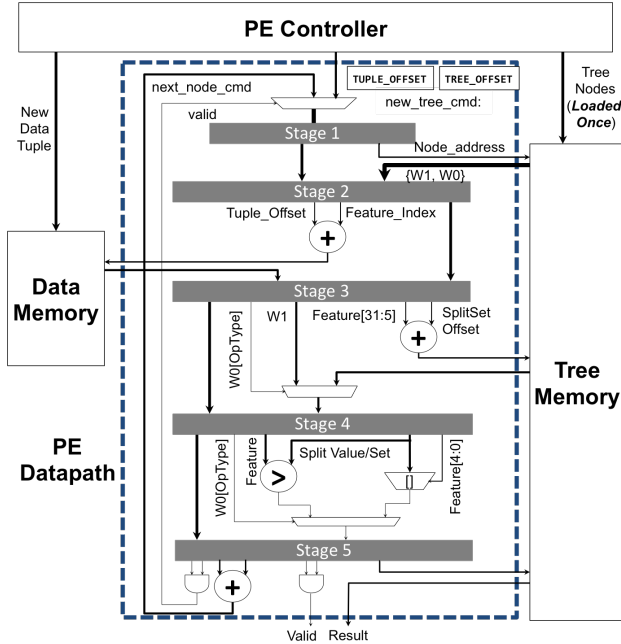 PE Controller
next_node_cmd
TUPLE_OFFSET
TREE_OFFSET
new_tree_cmd:
valid
New
Data
Tuple
Tree
Nodes
(Loaded
Once)
Stage 1
Node_address
{W1, W0}
Stage 2
Tuple_Offset
Feature_Index
+
Data
Memory
Stage 3
W0[OpType]
W1
Feature[31:5]
SplitSet
Offset
+
Tree
Memory
Stage 4
PE
Datapath
W0[OpType]
Feature
Split Value/Set
>
[]
Feature[4:0]
Stage 5
+
Valid
Result